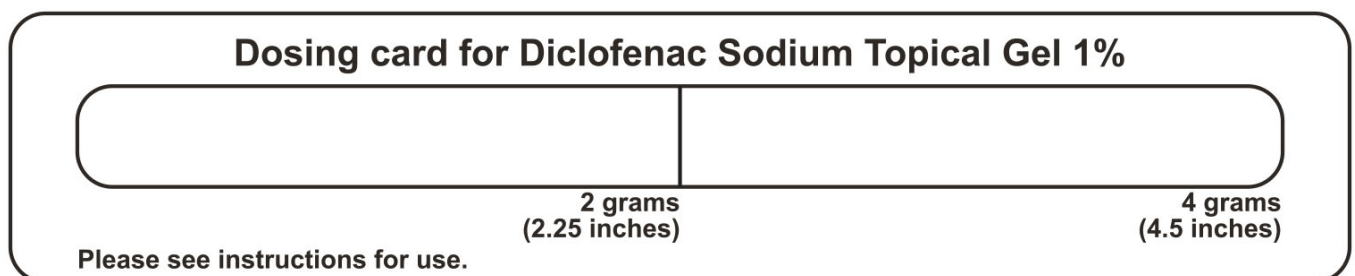 Dosing card for Diclofenac Sodium Topical Gel 1%
2 grams
(2.25 inches)
4 grams
(4.5 inches)
Please see instructions for use.